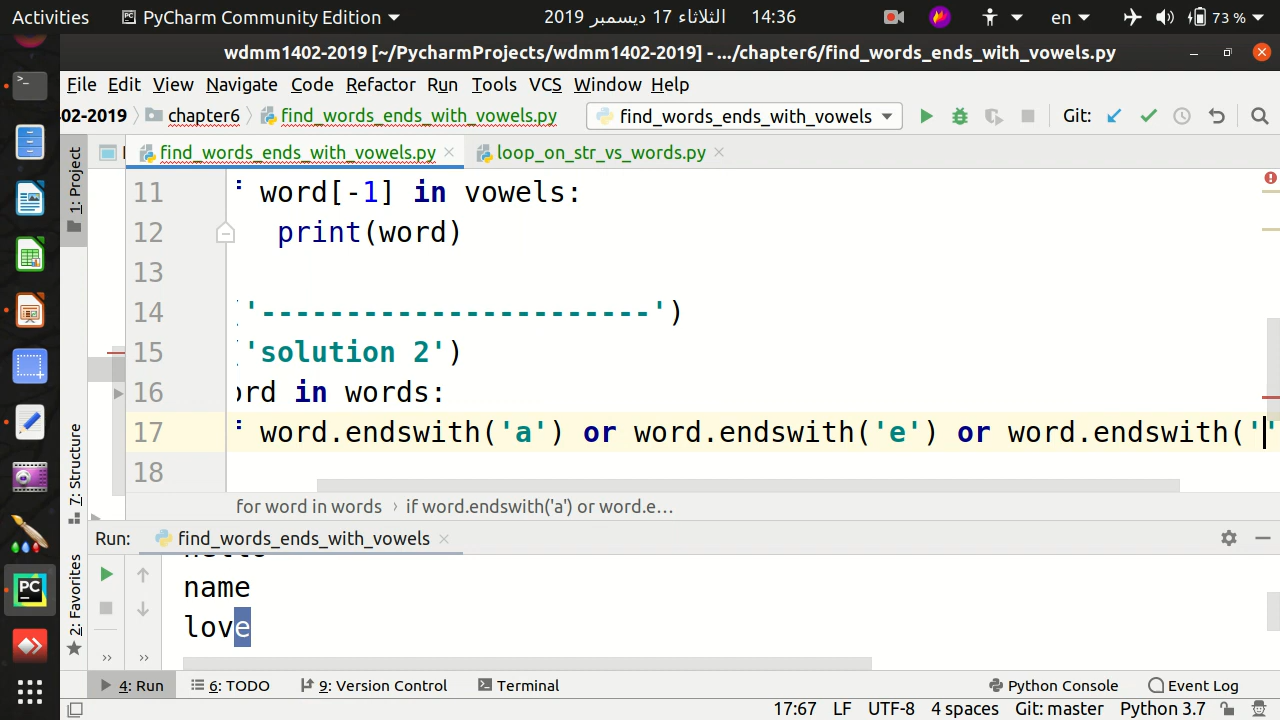 Activities PyCharm Community Edition الثلاثاء 17 ديسمبر 2019 14:36 en 73 %
wdmm1402-2019 [~/PycharmProjects/wdmm1402-2019] - .../chapter6/find_words_ends_with_vowels.py
File Edit View Navigate Code Refactor Run Tools VCS Window Help
02-2019 chapter6 find_words_ends_with_vowels.py find_words_ends_with_vowels Git:
1: Project
find_words_ends_with_vowels.py loop_on_str_vs_words.py
11 word[-1] in vowels:
12 print(word)
13
14 ('-----------------------')
15 ('solution 2')
16 ord in words:
17 word.endswith('a') or word.endswith('e') or word.endswith(''
18
for word in words › if word.endswith('a') or word.e...
7: Structure
2: Favorites
Run: find_words_ends_with_vowels
hello
name
love
4: Run 6: TODO 9: Version Control Terminal Python Console Event Log
17:67 LF UTF-8 4 spaces Git: master Python 3.7